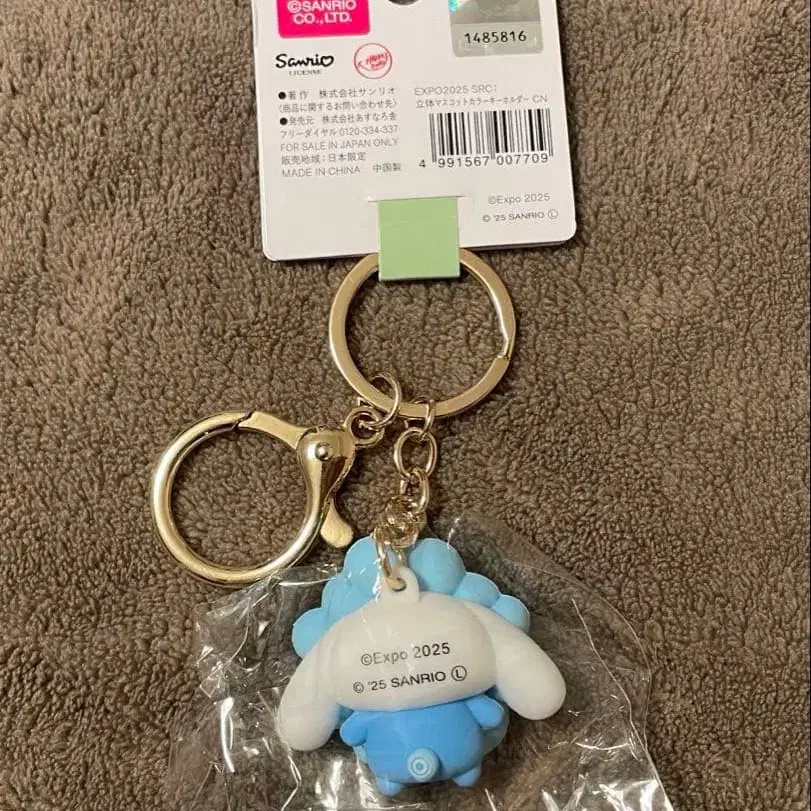 ©SANRIO
CO.,LTD.
1485816
Sanrio
LICENSE
●著作 株式会社サンリオ
(商品に関するお問い合わせ先)
●発売元 株式会社あすなろ舎
フリーダイヤル 0120-334-337
FOR SALE IN JAPAN ONLY
販売地域:日本限定
MADE IN CHINA 中国製
EXPO2025 SRC:
立体マスコットカラーキーホルダー CN
4 991567 007709
©Expo 2025
© '25 SANRIO Ⓛ
©Expo 2025
© '25 SANRIO Ⓛ